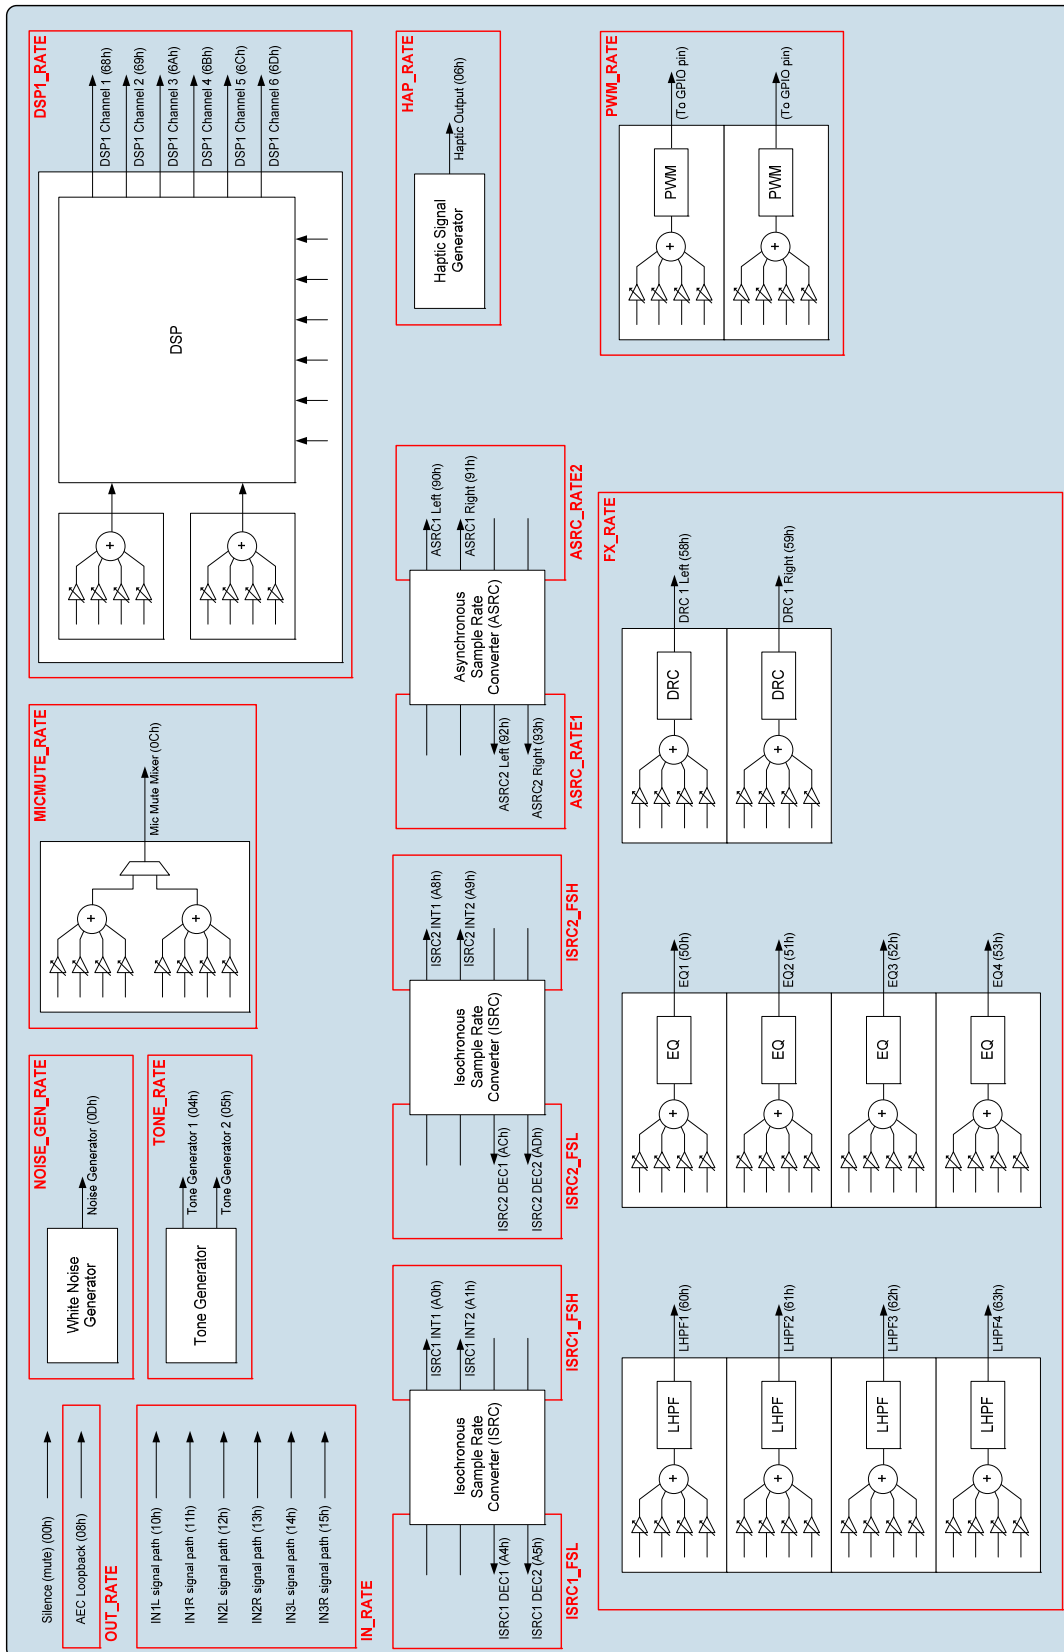 Silence (mute) (00h)
AEC Loopback (08h)
OUT_RATE
IN1L signal path (10h)
IN1R signal path (11h)
IN2L signal path (12h)
IN2R signal path (13h)
IN3L signal path (14h)
IN3R signal path (15h)
IN_RATE
NOISE_GEN_RATE
White Noise
Generator
Noise Generator (0Dh)
TONE_RATE
Tone Generator
Tone Generator 1 (04h)
Tone Generator 2 (05h)
MICMUTE_RATE
+
+
Mic Mute Mixer (0Ch)
DSP1_RATE
+
+
DSP
DSP1 Channel 1 (68h)
DSP1 Channel 2 (69h)
DSP1 Channel 3 (6Ah)
DSP1 Channel 4 (6Bh)
DSP1 Channel 5 (6Ch)
DSP1 Channel 6 (6Dh)
ISRC1 DEC1 (A4h)
ISRC1 DEC2 (A5h)
ISRC1_FSL
Isochronous
Sample Rate
Converter (ISRC)
ISRC1 INT1 (A0h)
ISRC1 INT2 (A1h)
ISRC1_FSH
ISRC2 DEC1 (ACh)
ISRC2 DEC2 (ADh)
ISRC2_FSL
Isochronous
Sample Rate
Converter (ISRC)
ISRC2 INT1 (A8h)
ISRC2 INT2 (A9h)
ISRC2_FSH
ASRC2 Left (92h)
ASRC2 Right (93h)
ASRC_RATE1
Asynchronous
Sample Rate
Converter (ASRC)
ASRC1 Left (90h)
ASRC1 Right (91h)
ASRC_RATE2
HAP_RATE
Haptic Signal
Generator
Haptic Output (06h)
FX_RATE
+
LHPF
LHPF1 (60h)
+
LHPF
LHPF2 (61h)
+
LHPF
LHPF3 (62h)
+
LHPF
LHPF4 (63h)
+
EQ
EQ1 (50h)
+
EQ
EQ2 (51h)
+
EQ
EQ3 (52h)
+
EQ
EQ4 (53h)
+
DRC
DRC 1 Left (58h)
+
DRC
DRC 1 Right (59h)
PWM_RATE
+
PWM
(To GPIO pin)
+
PWM
(To GPIO pin)